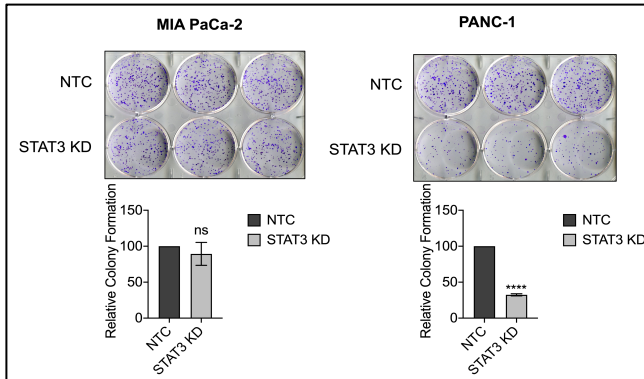 MIA PaCa-2
NTC
STAT3 KD
Relative Colony Formation
150
100
50
0
ns
NTC
STAT3 KD
NTC
STAT3 KD
PANC-1
NTC
STAT3 KD
Relative Colony Formation
150
100
50
0
****
NTC
STAT3 KD
NTC
STAT3 KD